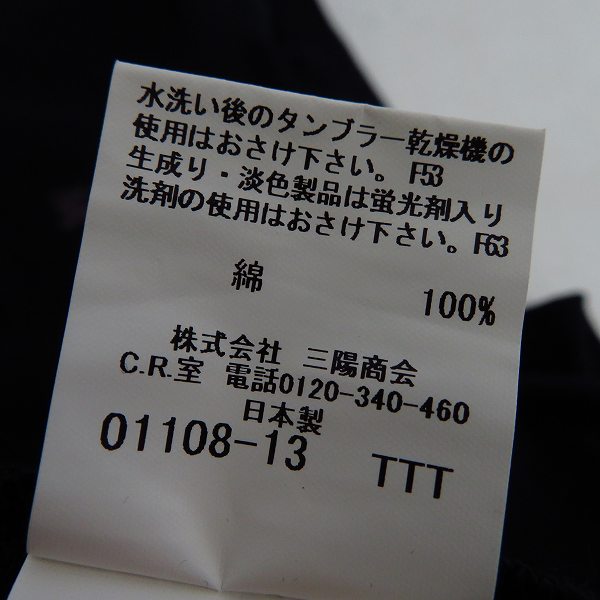 水洗い後のタンブラー乾燥機の
使用はおさけ下さい。 F53
生成り・淡色製品は蛍光剤入り
洗剤の使用はおさけ下さい。F63
綿 100%
株式会社 三陽商会
C.R.室 電話0120-340-460
日本製
01108-13 TTT